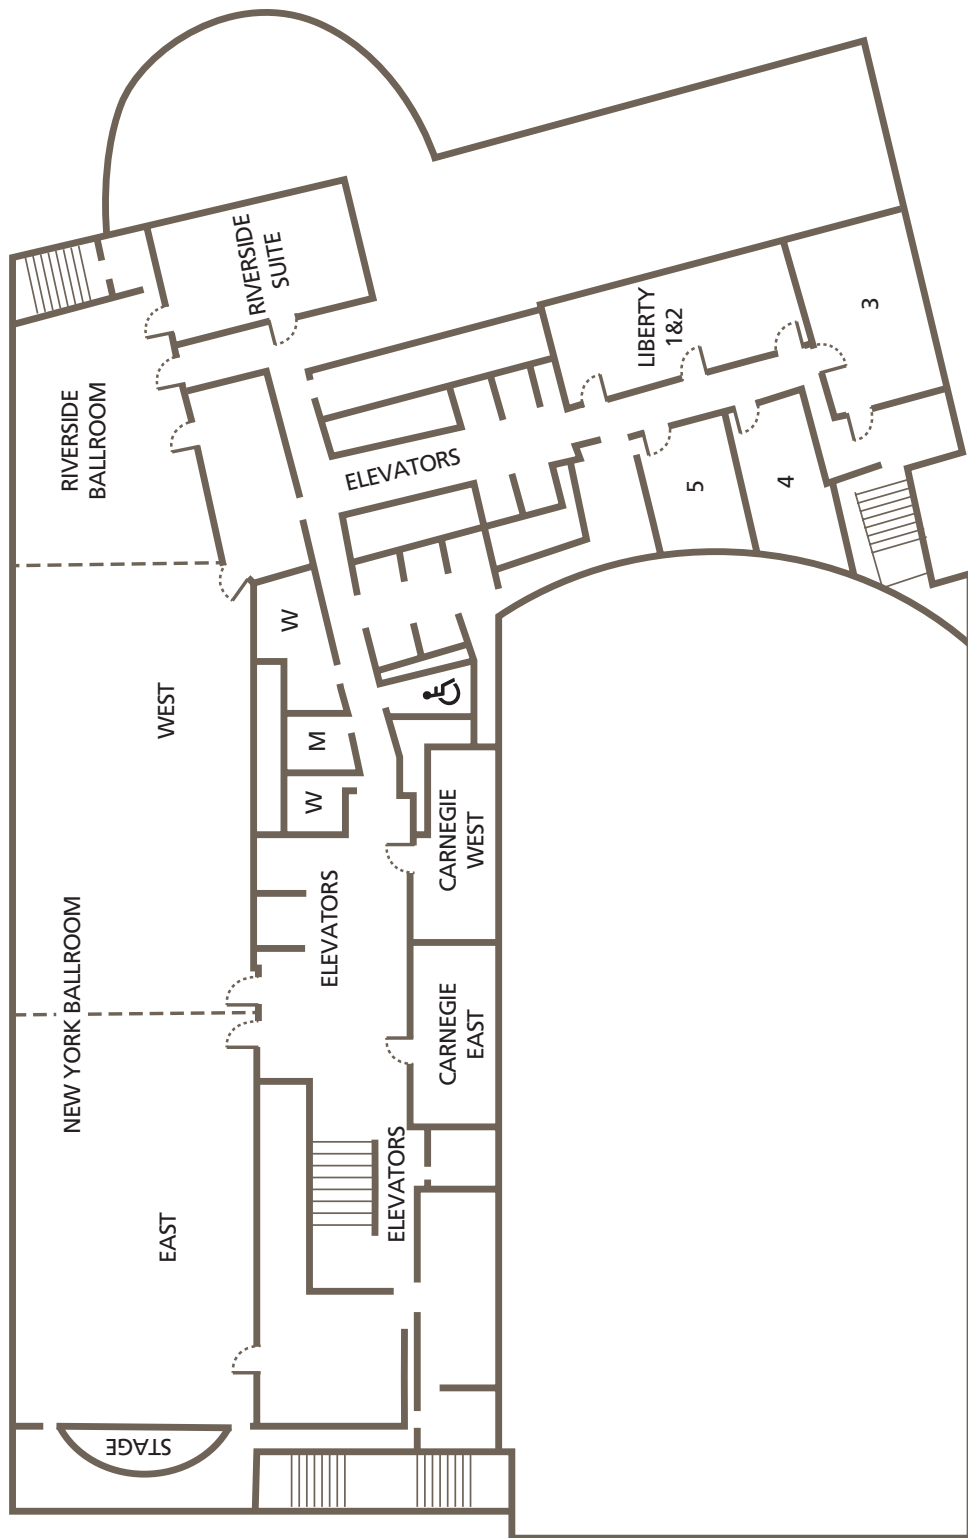 RIVERSIDE
SUITE
RIVERSIDE
BALLROOM
LIBERTY
1&2
3
4
5
ELEVATORS
W
M
W
WEST
NEW YORK BALLROOM
EAST
STAGE
ELEVATORS
CARNEGIE
WEST
CARNEGIE
EAST
ELEVATORS